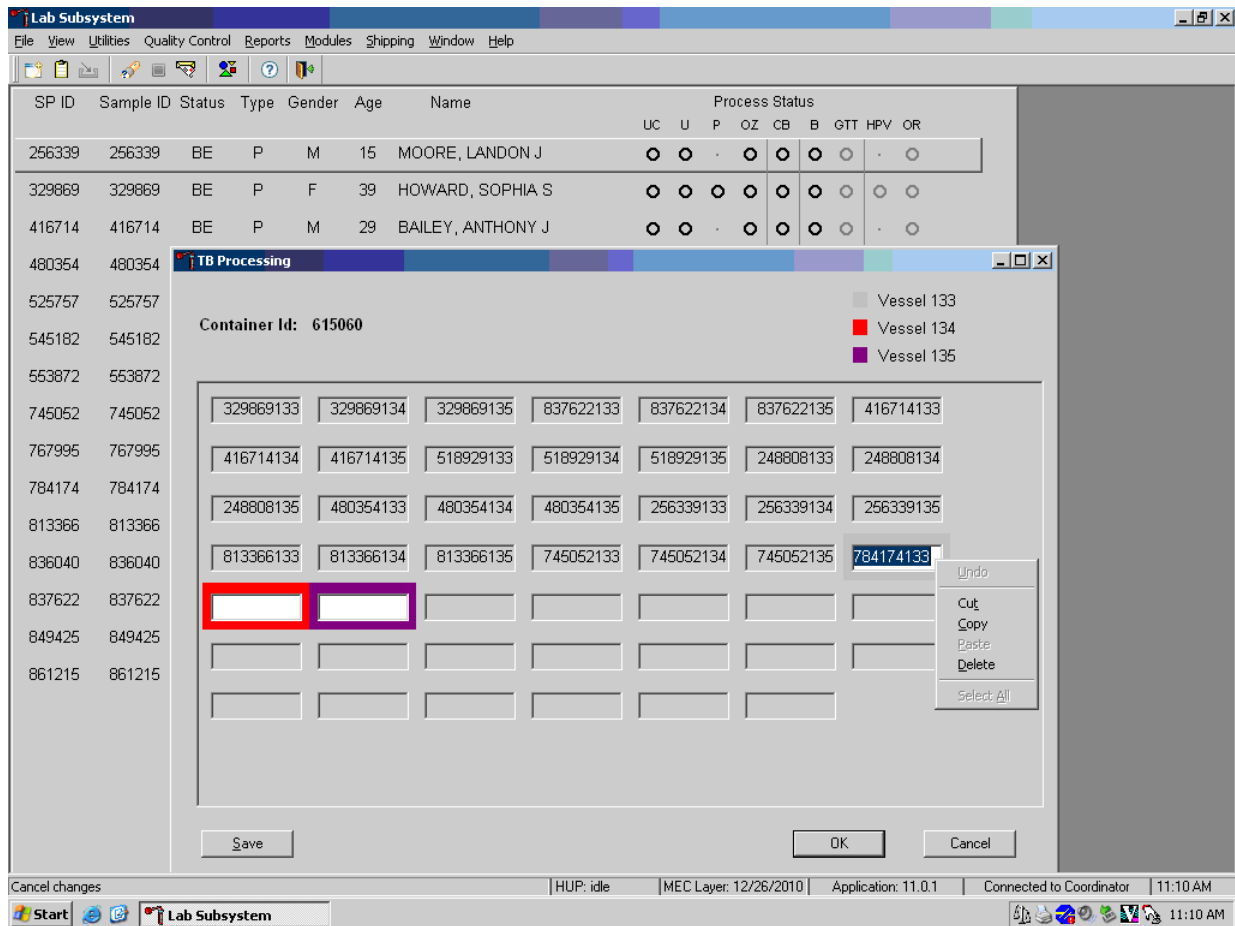 Lab Subsystem
File View Utilities Quality Control Reports Modules Shipping Window Help
SP ID Sample ID Status Type Gender Age Name Process Status
UC U P OZ CB B GTT HPV OR
256339 256339 BE P M 15 MOORE, LANDON J
329869 329869 BE P F 39 HOWARD, SOPHIA S
416714 416714 BE P M 29 BAILEY, ANTHONY J
480354 480354
525757 525757
545182 545182
553872 553872
745052 745052
767995 767995
784174 784174
813366 813366
836040 836040
837622 837622
849425 849425
861215 861215
TB Processing
Container Id: 615060
Vessel 133
Vessel 134
Vessel 135
329869133 329869134 329869135 837622133 837622134 837622135 416714133
416714134 416714135 518929133 518929134 518929135 248808133 248808134
248808135 480354133 480354134 480354135 256339133 256339134 256339135
813366133 813366134 813366135 745052133 745052134 745052135 784174133
Undo
Cut
Copy
Paste
Delete
Select All
Save OK Cancel
Cancel changes HUP: idle MEC Layer: 12/26/2010 Application: 11.0.1 Connected to Coordinator 11:10 AM
Start Lab Subsystem 11:10 AM